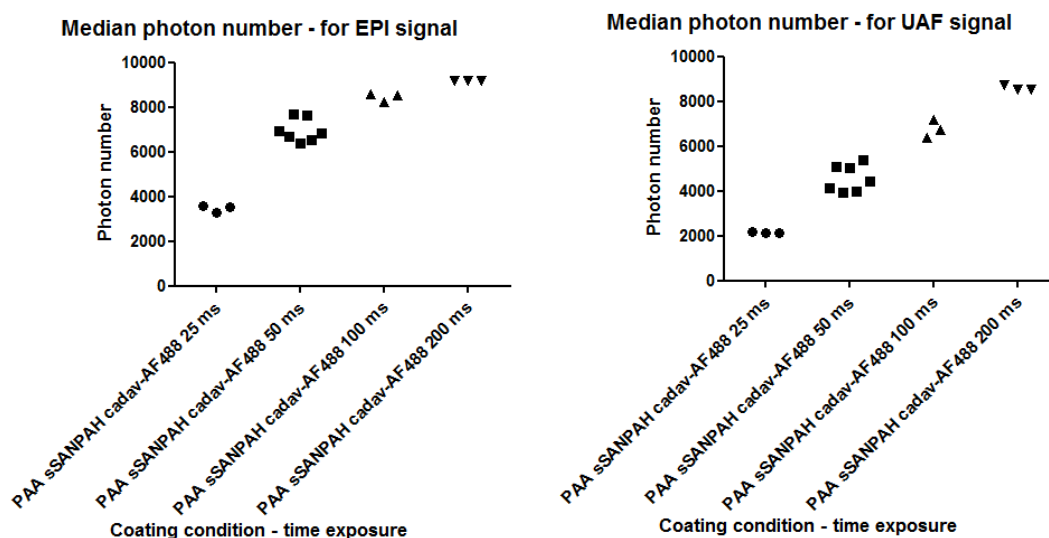 Median photon number - for EPI signal
Photon number
10000
8000
6000
4000
2000
0
PAA sSANPAH cadav-AF488 25 ms
PAA sSANPAH cadav-AF488 50 ms
PAA sSANPAH cadav-AF488 100 ms
PAA sSANPAH cadav-AF488 200 ms
Coating condition - time exposure
Median photon number - for UAF signal
Photon number
10000
8000
6000
4000
2000
0
PAA sSANPAH cadav-AF488 25 ms
PAA sSANPAH cadav-AF488 50 ms
PAA sSANPAH cadav-AF488 100 ms
PAA sSANPAH cadav-AF488 200 ms
Coating condition - time exposure